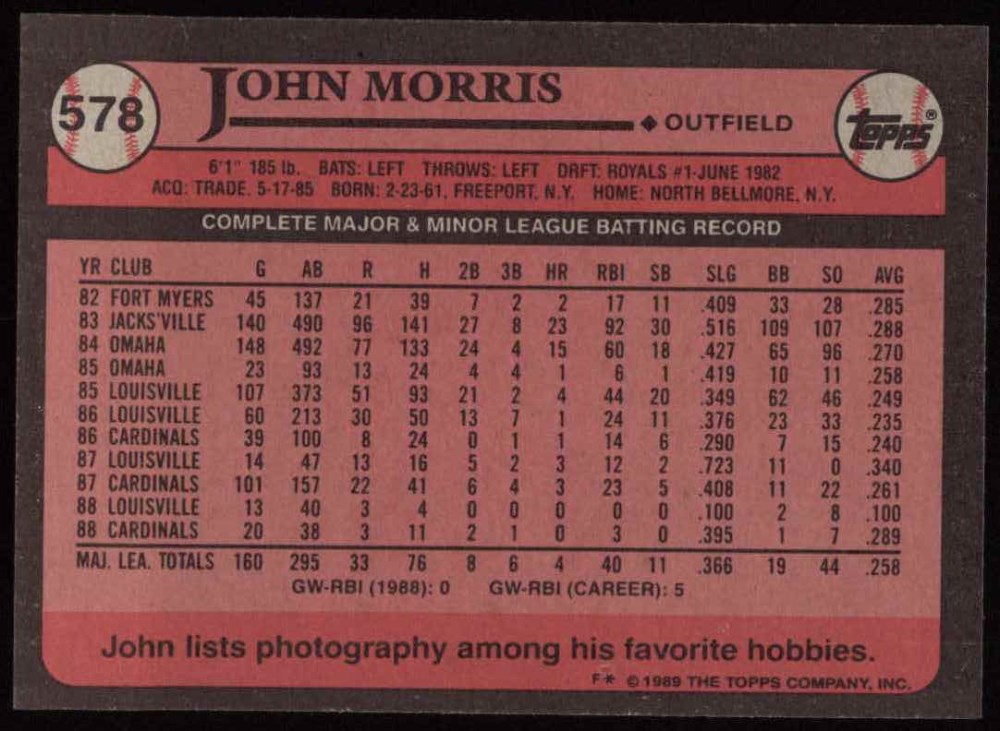 578
JOHN MORRIS
◆ OUTFIELD
TOPPS®
6'1" 185 lb. BATS: LEFT THROWS: LEFT DRFT: ROYALS #1-JUNE 1982
ACQ: TRADE, 5-17-85 BORN: 2-23-61, FREEPORT, N.Y. HOME: NORTH BELLMORE, N.Y.
COMPLETE MAJOR & MINOR LEAGUE BATTING RECORD
YR CLUB G AB R H 2B 3B HR RBI SB SLG BB SO AVG
82 FORT MYERS 45 137 21 39 7 2 2 17 11 .409 33 28 .285
83 JACKS'VILLE 140 490 96 141 27 8 23 92 30 .516 109 107 .288
84 OMAHA 148 492 77 133 24 4 15 60 18 .427 65 96 .270
85 OMAHA 23 93 13 24 4 4 1 6 1 .419 10 11 .258
85 LOUISVILLE 107 373 51 93 21 2 4 44 20 .349 62 46 .249
86 LOUISVILLE 60 213 30 50 13 7 1 24 11 .376 23 33 .235
86 CARDINALS 39 100 8 24 0 1 1 14 6 .290 7 15 .240
87 LOUISVILLE 14 47 13 16 5 2 3 12 2 .723 11 0 .340
87 CARDINALS 101 157 22 41 6 4 3 23 5 .408 11 22 .261
88 LOUISVILLE 13 40 3 4 0 0 0 0 0 .100 2 8 .100
88 CARDINALS 20 38 3 11 2 1 0 3 0 .395 1 7 .289
MAJ. LEA. TOTALS 160 295 33 76 8 6 4 40 11 .366 19 44 .258
GW-RBI (1988): 0 GW-RBI (CAREER): 5
John lists photography among his favorite hobbies.
F* © 1989 THE TOPPS COMPANY, INC.